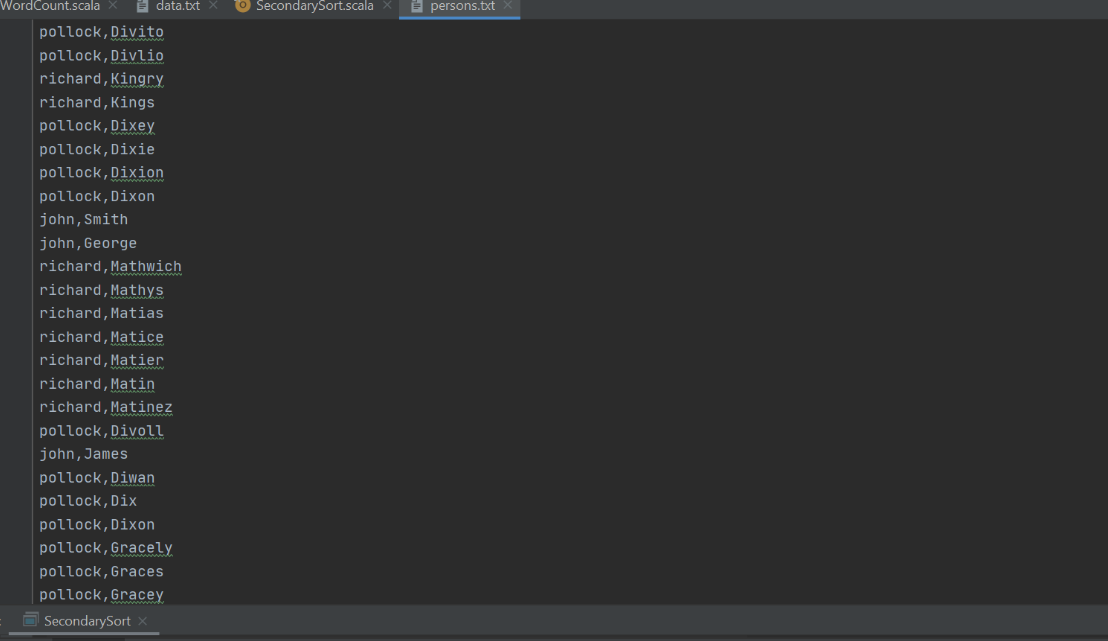 WordCount.scala data.txt SecondarySort.scala persons.txt
pollock,Divito
pollock,Divlio
richard,Kingry
richard,Kings
pollock,Dixey
pollock,Dixie
pollock,Dixion
pollock,Dixon
john,Smith
john,George
richard,Mathwich
richard,Mathys
richard,Matias
richard,Matice
richard,Matier
richard,Matin
richard,Matinez
pollock,Divoll
john,James
pollock,Diwan
pollock,Dix
pollock,Dixon
pollock,Gracely
pollock,Graces
pollock,Gracey
SecondarySort